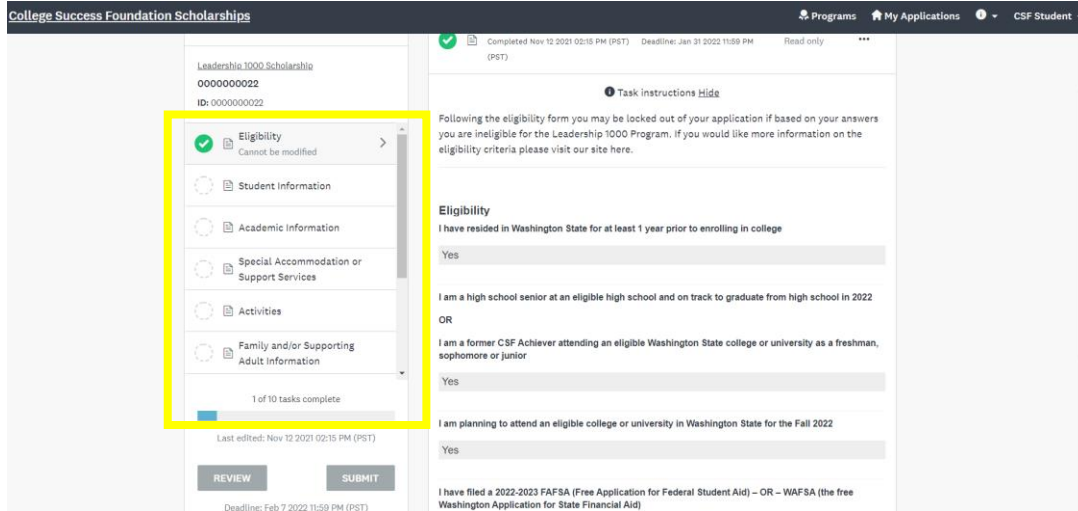 College Success Foundation Scholarships
Programs
My Applications
CSF Student
Leadership 1000 Scholarship
0000000022
ID: 0000000022
Eligibility
Cannot be modified
Student Information
Academic Information
Special Accommodation or
Support Services
Activities
Family and/or Supporting
Adult Information
1 of 10 tasks complete
Last edited: Nov 12 2021 02:15 PM (PST)
REVIEW
SUBMIT
Deadline: Feb 7 2022 11:59 PM (PST)
Completed Nov 12 2021 02:15 PM (PST) Deadline: Jan 31 2022 11:59 PM
(PST)
Read only
Task instructions Hide
Following the eligibility form you may be locked out of your application if based on your answers
you are ineligible for the Leadership 1000 Program. If you would like more information on the
eligibility criteria please visit our site here.
Eligibility
I have resided in Washington State for at least 1 year prior to enrolling in college
Yes
I am a high school senior at an eligible high school and on track to graduate from high school in 2022
OR
I am a former CSF Achiever attending an eligible Washington State college or university as a freshman,
sophomore or junior
Yes
I am planning to attend an eligible college or university in Washington State for the Fall 2022
Yes
I have filed a 2022-2023 FAFSA (Free Application for Federal Student Aid) – OR – WAFSA (the free
Washington Application for State Financial Aid)